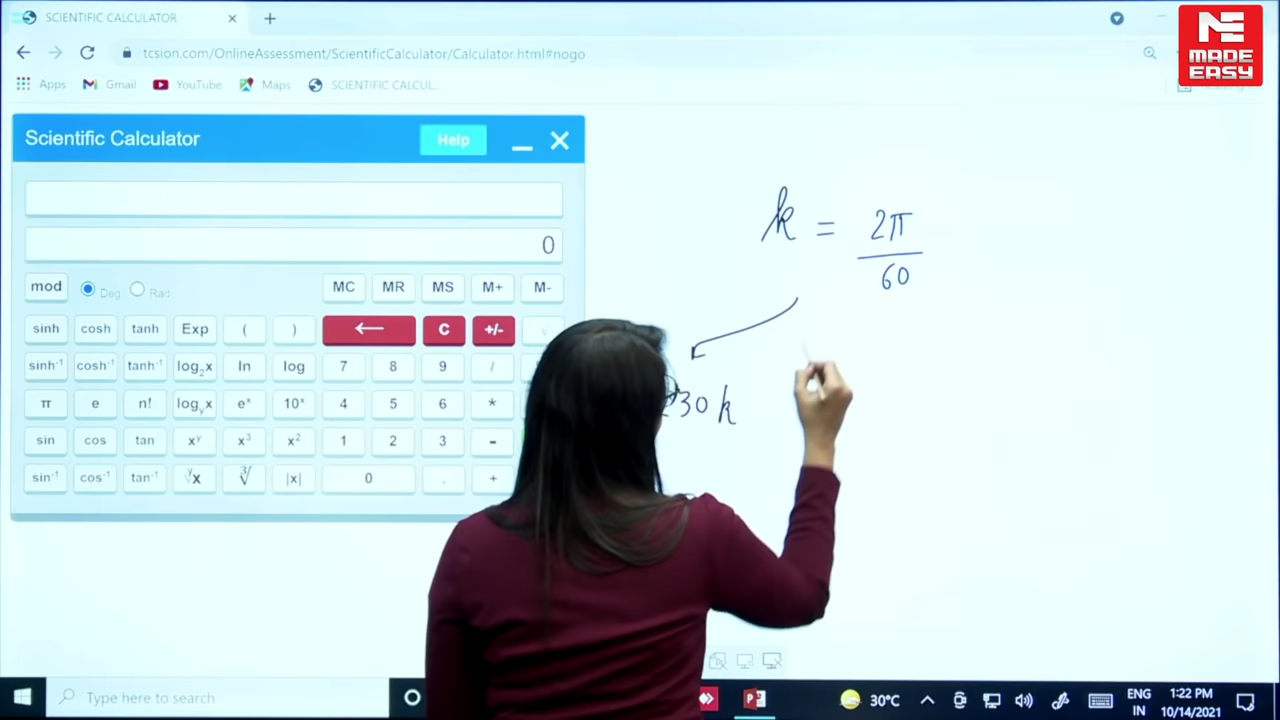 SCIENTIFIC CALCULATOR
tcsion.com/OnlineAssessment/ScientificCalculator/Calculator.html#nogo
Apps Gmail YouTube Maps SCIENTIFIC CALCUL...
ME
MADE
EASY
Scientific Calculator Help
0
mod Deg Rad MC MR MS M+ M-
sinh cosh tanh Exp ( ) ← C +/- √
sinh⁻¹ cosh⁻¹ tanh⁻¹ log₂x ln log 7 8 9 /
π e n! logᵧx eˣ 10ˣ 4 5 6 *
sin cos tan xʸ x³ x² 1 2 3 -
sin⁻¹ cos⁻¹ tan⁻¹ ʸ√x ∛ |x| 0 . +
k = 2π
60
30 k
Type here to search
30°C
ENG
IN
1:22 PM
10/14/2021